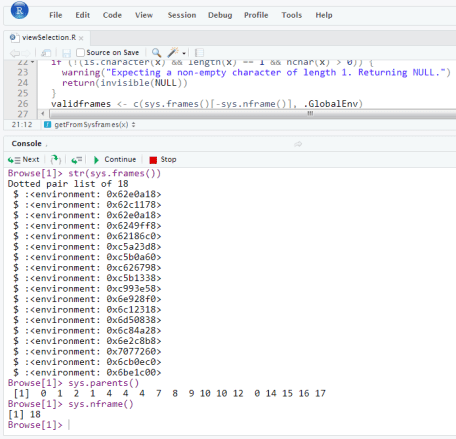 File Edit Code View Session Debug Profile Tools Help
viewSelection.R
Source on Save
22 if (!(is.character(x) && length(x) == 1 && nchar(x) > 0)) {
23 warning("Expecting a non-empty character of length 1. Returning NULL.")
24 return(invisible(NULL))
25 }
26 validframes <- c(sys.frames()[-sys.nframe()], .GlobalEnv)
27
21:12 getFromSysframes(x)
Console
Next Continue Stop
Browse[1]> str(sys.frames())
Dotted pair list of 18
$ :<environment: 0x62e0a18>
$ :<environment: 0x62c1178>
$ :<environment: 0x62e0a18>
$ :<environment: 0x6249ff8>
$ :<environment: 0x62186c0>
$ :<environment: 0xc5a23d8>
$ :<environment: 0xc5b0a60>
$ :<environment: 0xc626798>
$ :<environment: 0xc5b1338>
$ :<environment: 0xc993e58>
$ :<environment: 0x6e928f0>
$ :<environment: 0x6c12318>
$ :<environment: 0x6d50838>
$ :<environment: 0x6c84a28>
$ :<environment: 0x6e2c8b8>
$ :<environment: 0x7077260>
$ :<environment: 0x6cb0ec0>
$ :<environment: 0x6be1c00>
Browse[1]> sys.parents()
[1] 0 1 2 1 4 4 4 7 8 9 10 10 12 0 14 15 16 17
Browse[1]> sys.nframe()
[1] 18
Browse[1]>